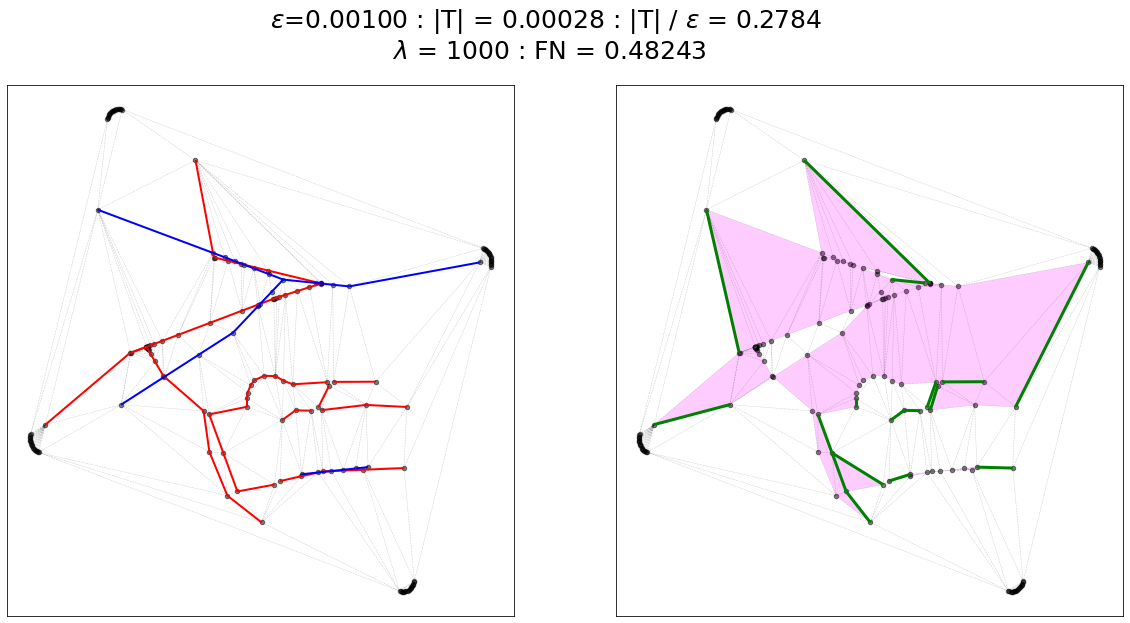 ε=0.00100 : |T| = 0.00028 : |T| / ε = 0.2784
λ = 1000 : FN = 0.48243